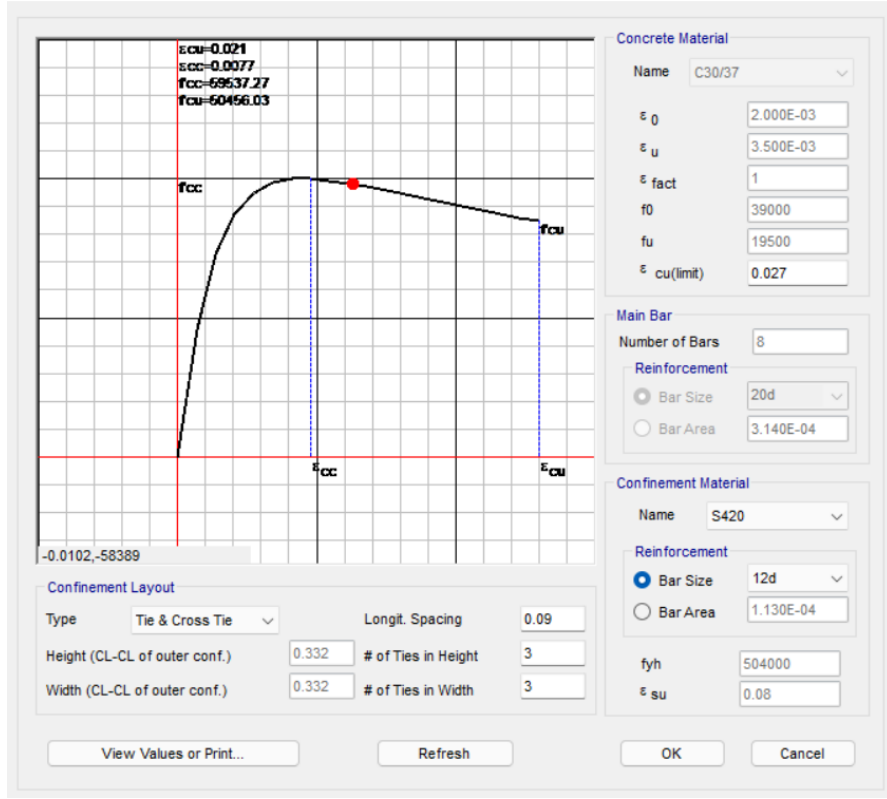 εcu=0.021
εcc=0.0077
fcc=59537.27
fcu=50456.03
fcc
fcu
εcc
εcu
-0.0102,-58389
Concrete Material
Name C30/37
ε 0 2.000E-03
ε u 3.500E-03
ε fact 1
f0 39000
fu 19500
ε cu(limit) 0.027
Main Bar
Number of Bars 8
Reinforcement
Bar Size 20d
Bar Area 3.140E-04
Confinement Material
Name S420
Reinforcement
Bar Size 12d
Bar Area 1.130E-04
fyh 504000
ε su 0.08
Confinement Layout
Type Tie & Cross Tie Longit. Spacing 0.09
Height (CL-CL of outer conf.) 0.332 # of Ties in Height 3
Width (CL-CL of outer conf.) 0.332 # of Ties in Width 3
View Values or Print... Refresh OK Cancel